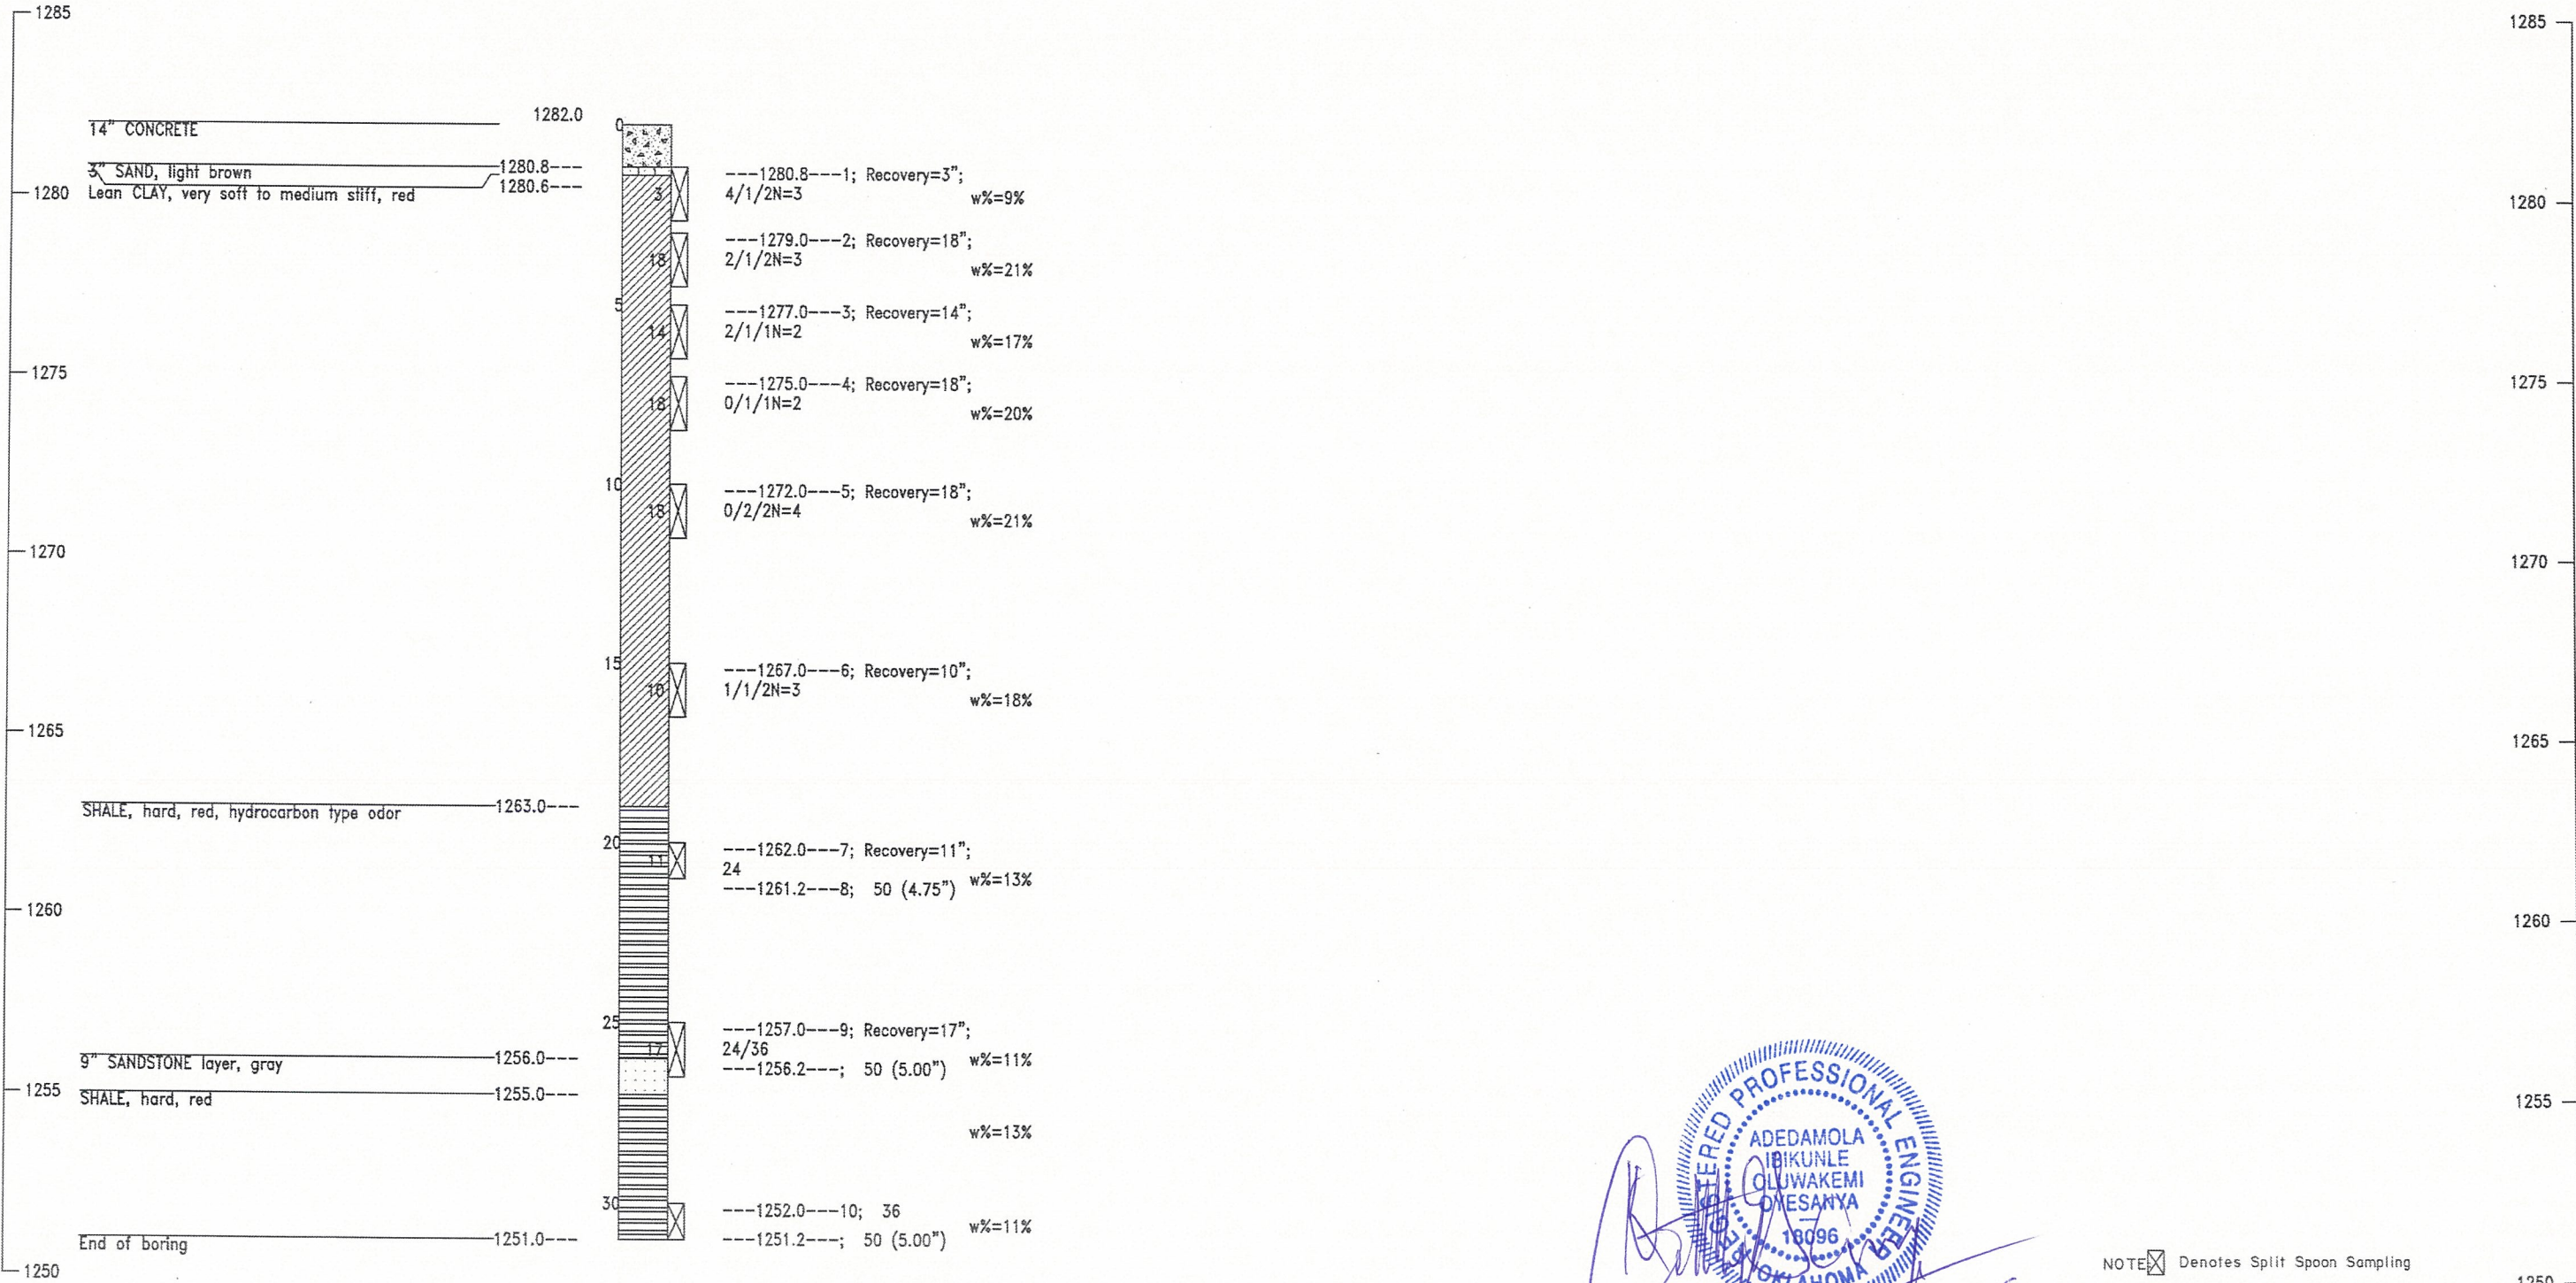 1285
1285
1282.0
14" CONCRETE
0
3" SAND, light brown
1280.8---
1280.6---
1280
Lean CLAY, very soft to medium stiff, red
---1280.8---1; Recovery=3";
3
4/1/2N=3
w%=9%
1280
---1279.0---2; Recovery=18";
18
2/1/2N=3
w%=21%
5
---1277.0---3; Recovery=14";
14
2/1/1N=2
w%=17%
1275
---1275.0---4; Recovery=18";
1275
18
0/1/1N=2
w%=20%
10
---1272.0---5; Recovery=18";
18
0/2/2N=4
w%=21%
1270
1270
15
---1267.0---6; Recovery=10";
10
1/1/2N=3
w%=18%
1265
1265
SHALE, hard, red, hydrocarbon type odor
1263.0---
20
---1262.0---7; Recovery=11";
11
24
w%=13%
---1261.2---8; 50 (4.75")
1260
1260
25
---1257.0---9; Recovery=17";
17
24/36
w%=11%
9" SANDSTONE layer, gray
1256.0---
---1256.2---; 50 (5.00")
1255
SHALE, hard, red
1255.0---
1255
w%=13%
30
---1252.0---10; 36
w%=11%
End of boring
1251.0---
---1251.2---; 50 (5.00")
1250
REGISTERED PROFESSIONAL ENGINEER
ADEDAMOLA
IBIKUNLE
OLUWAKEMI
OYESANYA
18096
OKLAHOMA
NOTE: Denotes Split Spoon Sampling
1250